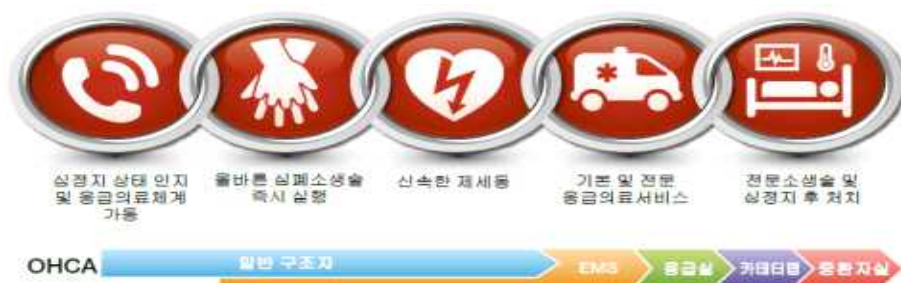 심정지 상태 인지
및 응급의료체계
가동
올바른 심폐소생술
즉시 실행
신속한 제세동
기본 및 전문
응급의료서비스
전문소생술 및
심정지 후 처치
OHCA
일반 구조자
EMS
응급실
카테터랩
중환자실